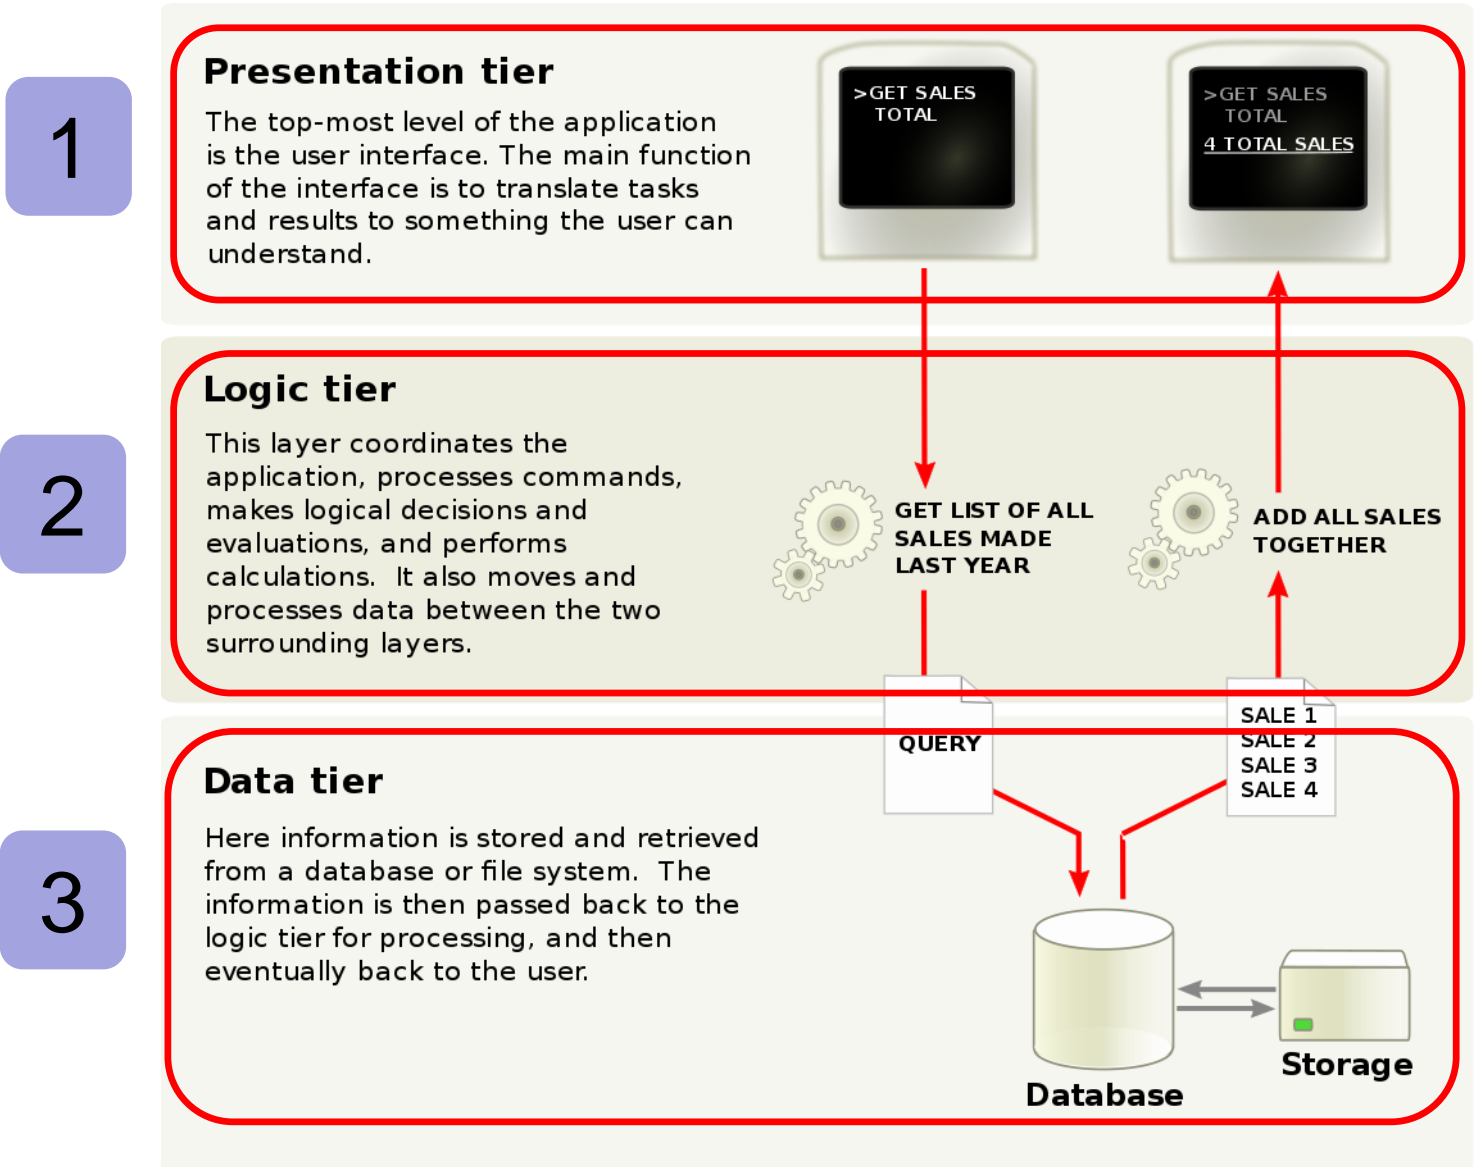 1
Presentation tier
The top-most level of the application
is the user interface. The main function
of the interface is to translate tasks
and results to something the user can
understand.
>GET SALES
TOTAL
>GET SALES
TOTAL
4 TOTAL SALES
2
Logic tier
This layer coordinates the
application, processes commands,
makes logical decisions and
evaluations, and performs
calculations. It also moves and
processes data between the two
surrounding layers.
GET LIST OF ALL
SALES MADE
LAST YEAR
ADD ALL SALES
TOGETHER
QUERY
SALE 1
SALE 2
SALE 3
SALE 4
3
Data tier
Here information is stored and retrieved
from a database or file system. The
information is then passed back to the
logic tier for processing, and then
eventually back to the user.
Database
Storage